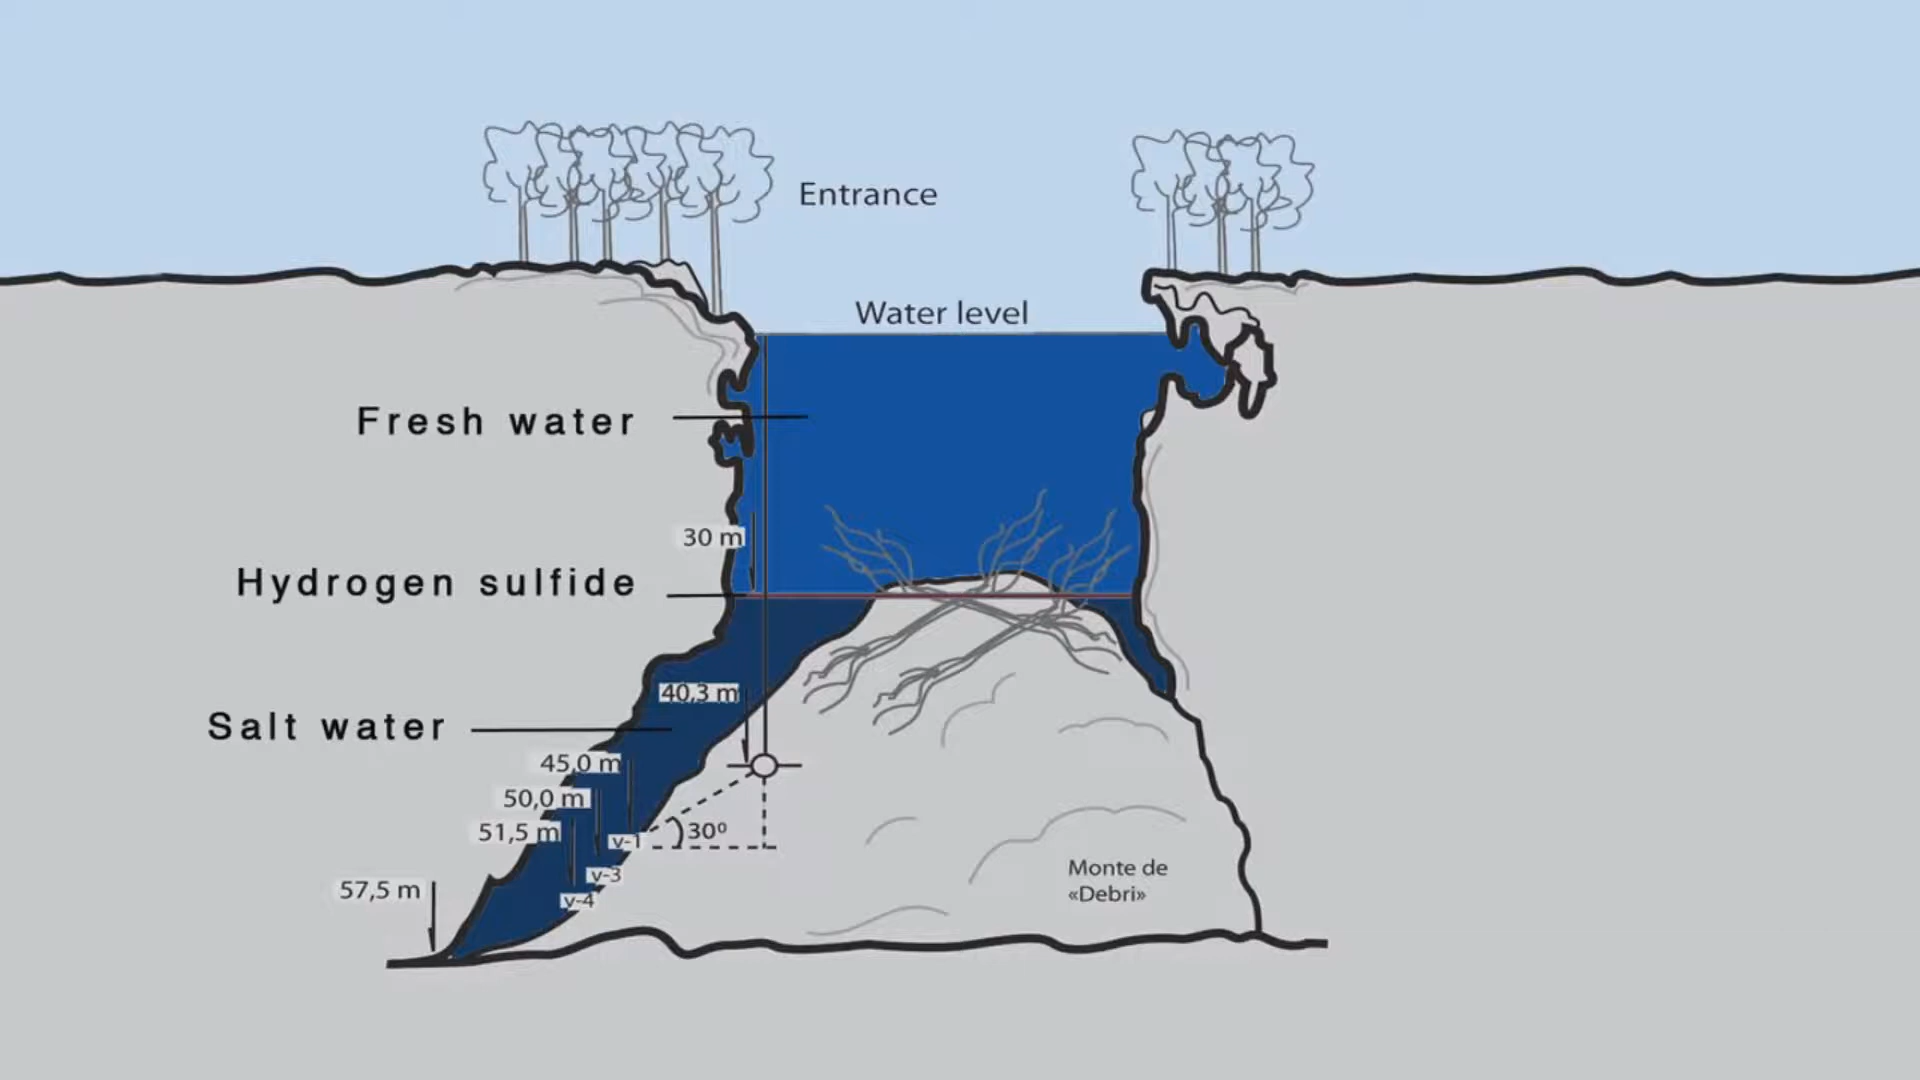 Entrance
Water level
Fresh water
30 m
Hydrogen sulfide
40,3 m
Salt water
45,0 m
50,0 m
51,5 m
30º
v-1
57,5 m
v-3
v-4
Monte de
«Debri»